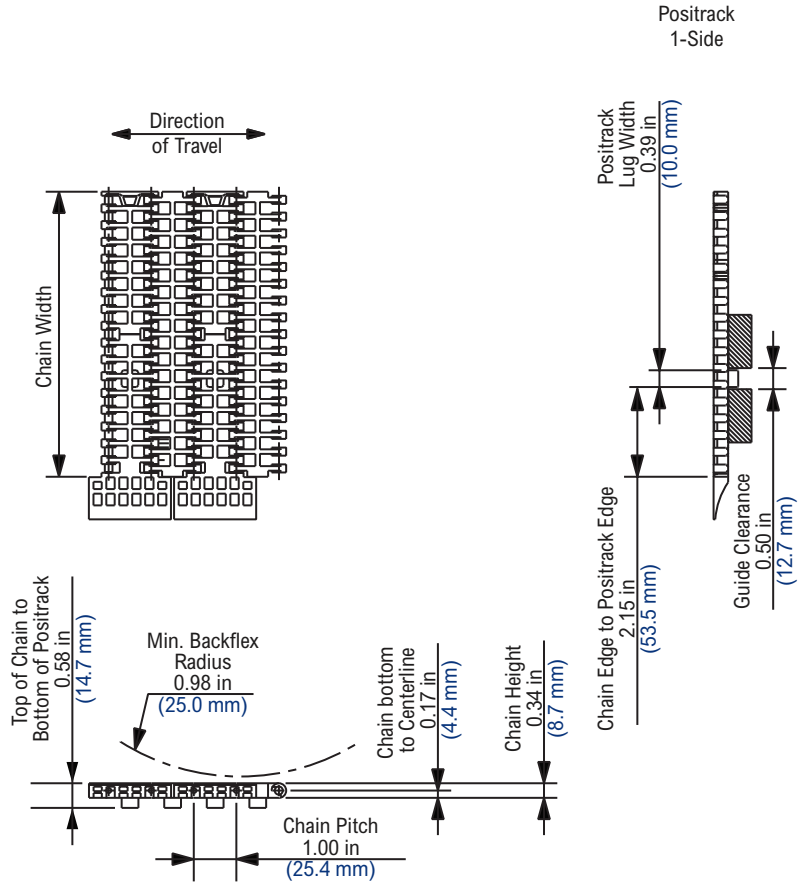 Positrack
1-Side
Direction
of Travel
Chain Width
Positrack
Lug Width
0.39 in
(10.0 mm)
Chain Edge to Positrack Edge
2.15 in
(53.5 mm)
Guide Clearance
0.50 in
(12.7 mm)
Top of Chain to
Bottom of Positrack
0.58 in
(14.7 mm)
Min. Backflex
Radius
0.98 in
(25.0 mm)
Chain bottom
to Centerline
0.17 in
(4.4 mm)
Chain Height
0.34 in
(8.7 mm)
Chain Pitch
1.00 in
(25.4 mm)